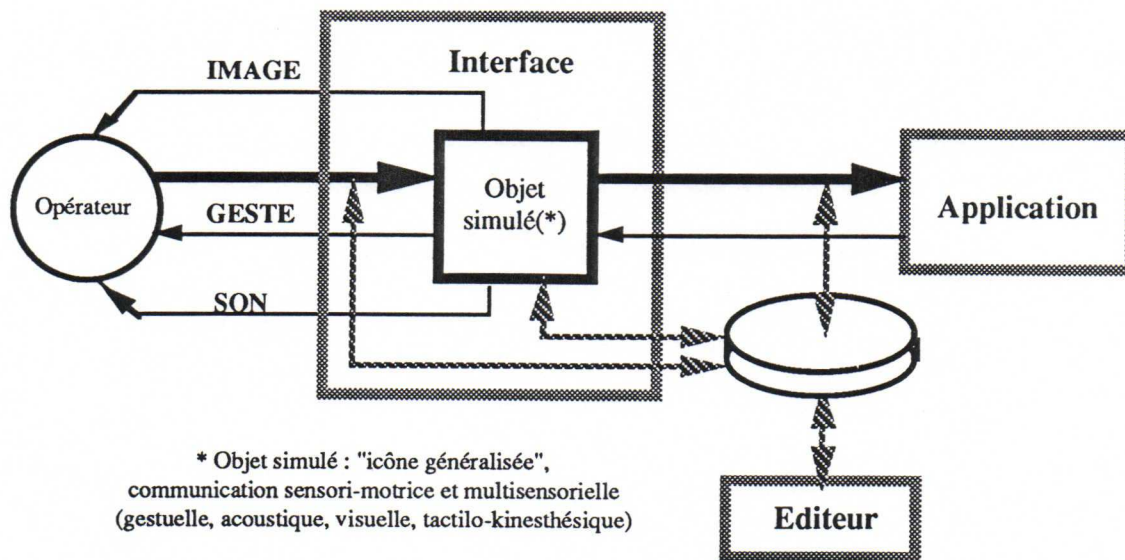 Interface
IMAGE
Opérateur
GESTE
SON
Objet
simulé(*)
Application
* Objet simulé : "icône généralisée",
communication sensori-motrice et multisensorielle
(gestuelle, acoustique, visuelle, tactilo-kinesthésique)
Editeur